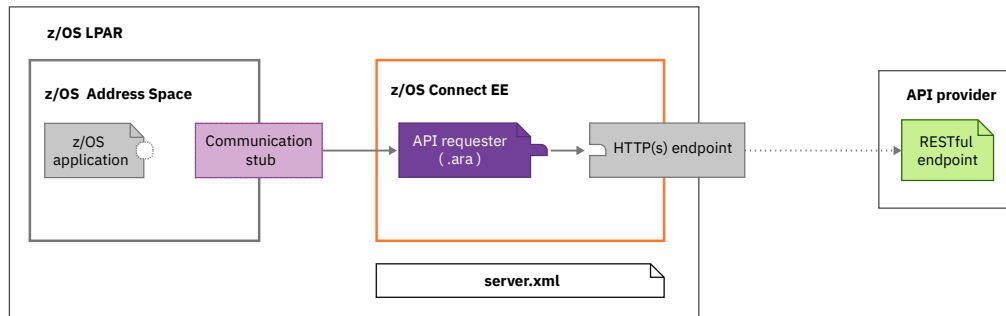 z/OS LPAR
z/OS Address Space
z/OS
application
Communication
stub
z/OS Connect EE
API requester
( .ara )
HTTP(s) endpoint
API provider
RESTful
endpoint
server.xml